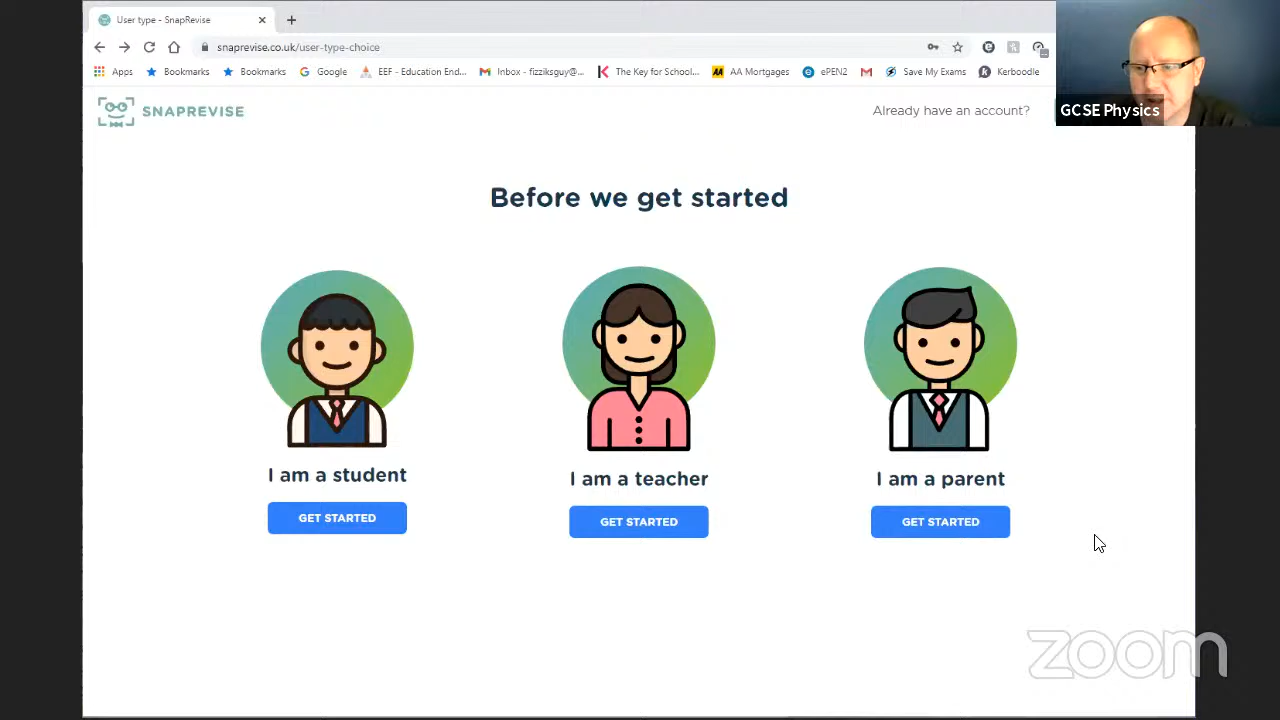 User type - SnapRevise
snaprevise.co.uk/user-type-choice
Apps Bookmarks Bookmarks Google EEF - Education End... Inbox - fizziksguy@... The Key for School... AA AA Mortgages ePEN2 Save My Exams Kerboodle
SNAPREVISE
Already have an account?
GCSE Physics
Before we get started
I am a student
I am a teacher
I am a parent
GET STARTED
GET STARTED
GET STARTED
zoom